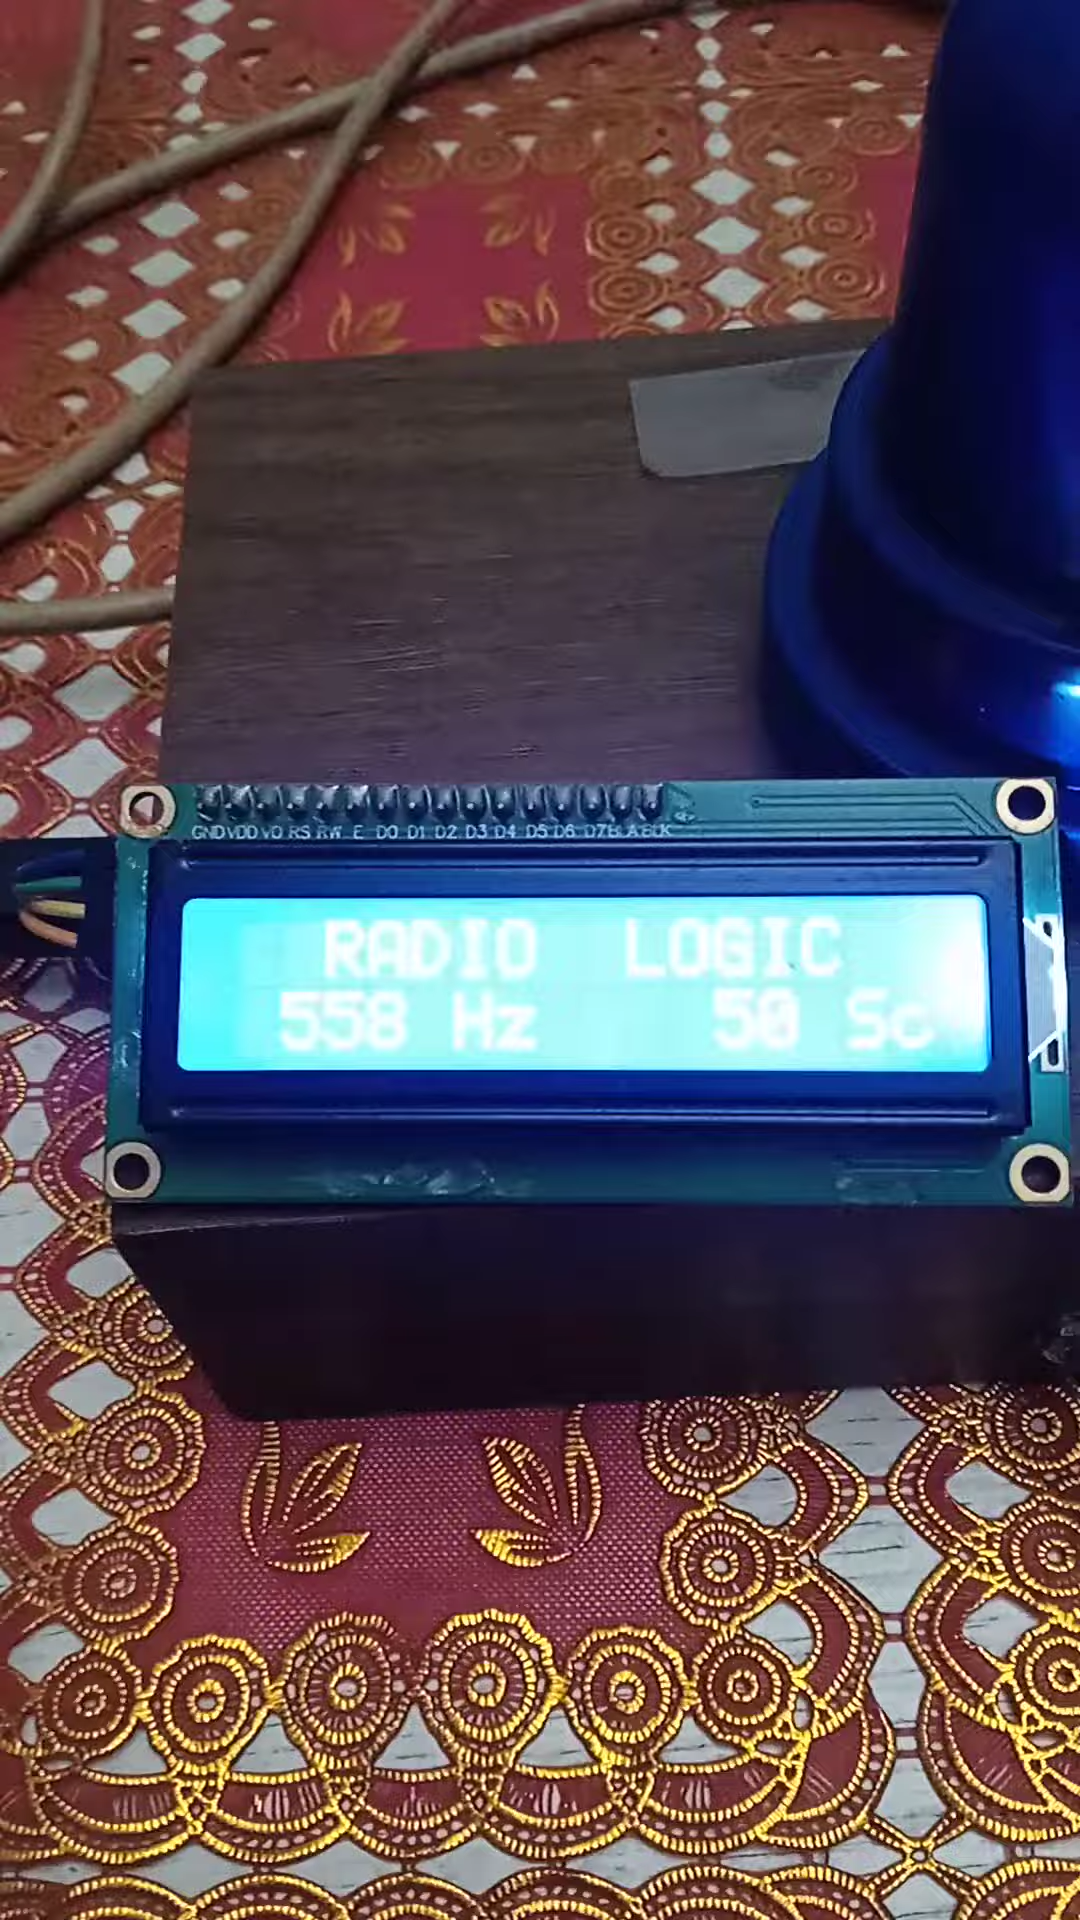 GND VDD VO RS RW E D0 D1 D2 D3 D4 D5 D6 D7 BLA BLK
RADIO LOGIC
558 Hz 50 Sc